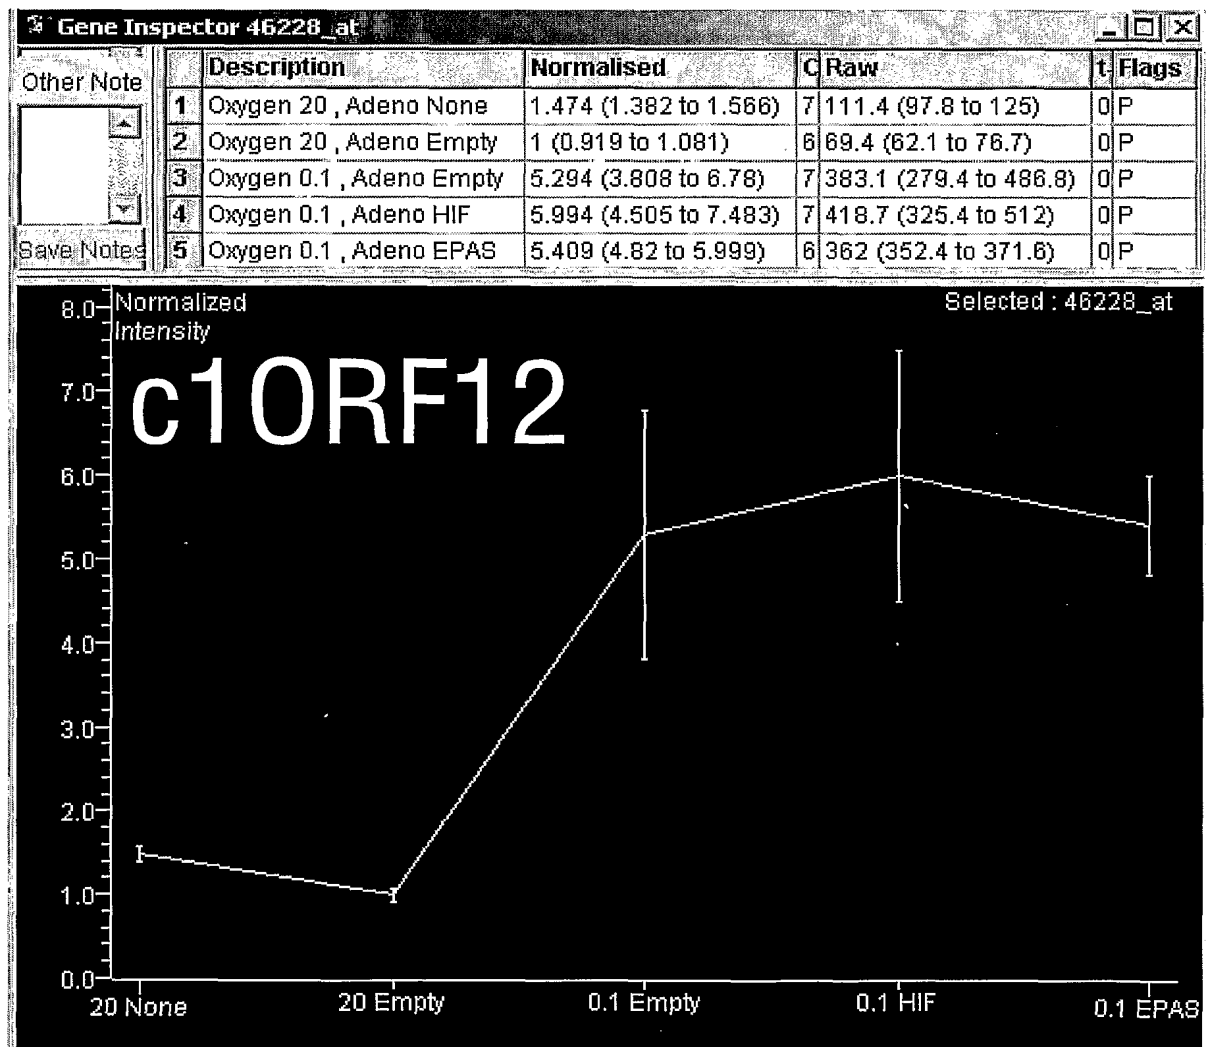 Gene Inspector 46228_at
Other Note
Save Notes
Description Normalised C Raw t- Flags
1 Oxygen 20 , Adeno None 1.474 (1.382 to 1.566) 7 111.4 (97.8 to 125) 0 P
2 Oxygen 20 , Adeno Empty 1 (0.919 to 1.081) 6 69.4 (62.1 to 76.7) 0 P
3 Oxygen 0.1 , Adeno Empty 5.294 (3.808 to 6.78) 7 383.1 (279.4 to 486.8) 0 P
4 Oxygen 0.1 , Adeno HIF 5.994 (4.505 to 7.483) 7 418.7 (325.4 to 512) 0 P
5 Oxygen 0.1 , Adeno EPAS 5.409 (4.82 to 5.999) 6 362 (352.4 to 371.6) 0 P
Normalized
Intensity
Selected : 46228_at
c1ORF12
8.0
7.0
6.0
5.0
4.0
3.0
2.0
1.0
0.0
20 None 20 Empty 0.1 Empty 0.1 HIF 0.1 EPAS